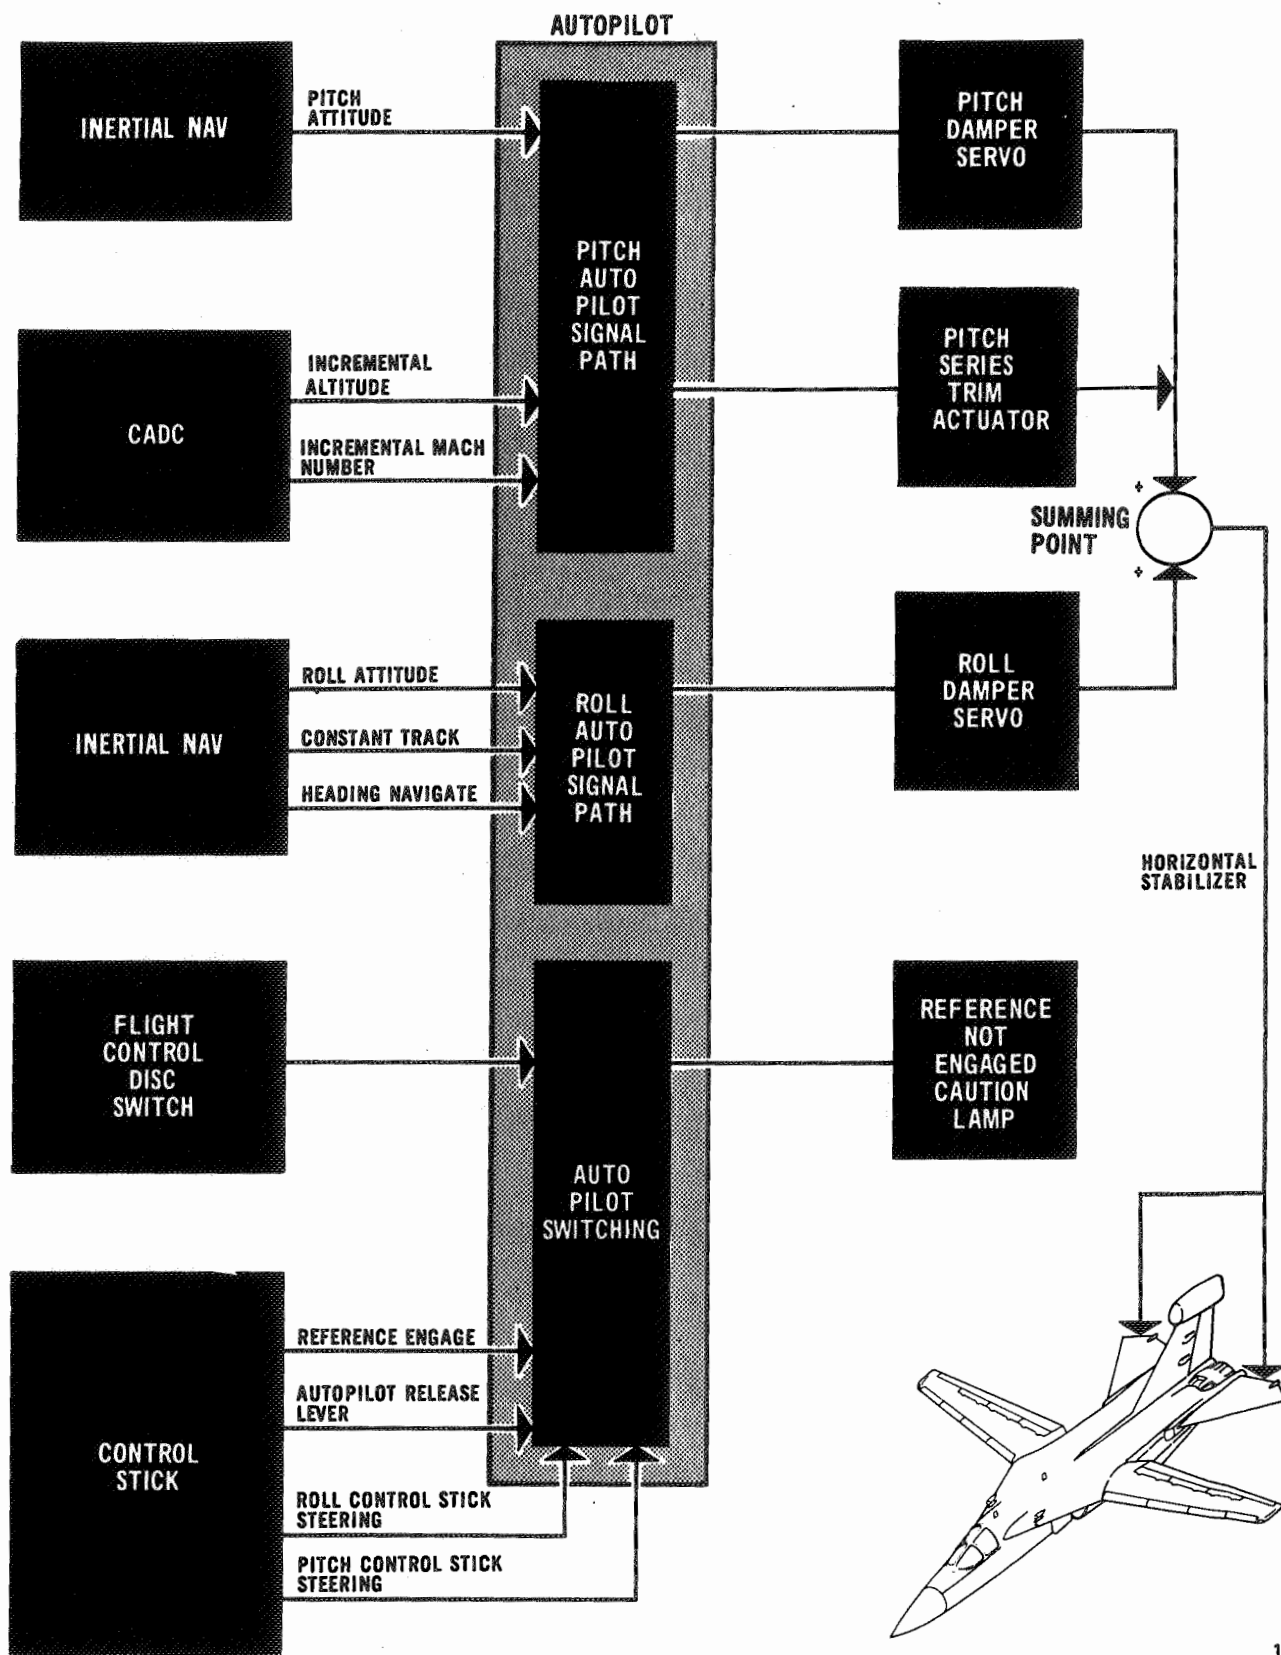 AUTOPILOT
INERTIAL NAV
PITCH
ATTITUDE
PITCH
AUTO
PILOT
SIGNAL
PATH
PITCH
DAMPER
SERVO
CADC
INCREMENTAL
ALTITUDE
INCREMENTAL MACH
NUMBER
PITCH
SERIES
TRIM
ACTUATOR
+
SUMMING
POINT
+
INERTIAL NAV
ROLL ATTITUDE
CONSTANT TRACK
HEADING NAVIGATE
ROLL
AUTO
PILOT
SIGNAL
PATH
ROLL
DAMPER
SERVO
HORIZONTAL
STABILIZER
FLIGHT
CONTROL
DISC
SWITCH
AUTO
PILOT
SWITCHING
REFERENCE
NOT
ENGAGED
CAUTION
LAMP
CONTROL
STICK
REFERENCE ENGAGE
AUTOPILOT RELEASE
LEVER
ROLL CONTROL STICK
STEERING
PITCH CONTROL STICK
STEERING
1